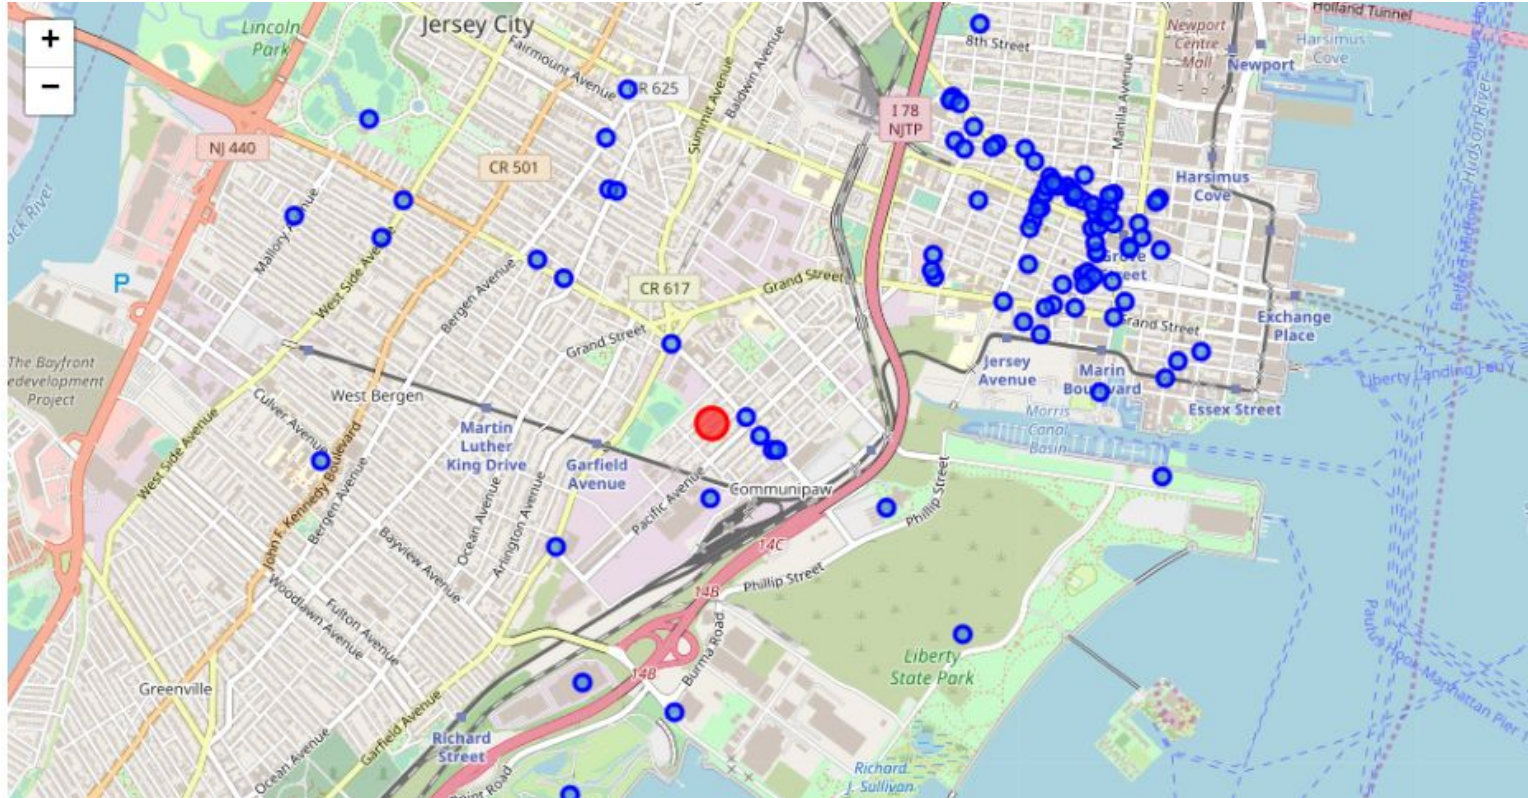 +
−
Lincoln
Park
Jersey City
Fairmount Avenue
R 625
Summit Avenue
Baldwin Avenue
8th Street
Newport
Centre
Mall
Newport
Holland Tunnel
Harsimus
Cove
Hudson River
I 78
NJTP
Manila Avenue
NJ 440
CR 501
Harsimus
Cove
ock River
Mallory Avenue
West Side Avenue
Bergen Avenue
P
CR 617
Grand Street
Grove
Street
Grand Street
Grand Street
Exchange
Place
The Bayfront
edevelopment
Project
West Bergen
Jersey
Avenue
Marin
Boulevard
Essex Street
Liberty Landing Ferry
Culver Avenue
Martin
Luther
King Drive
Garfield
Avenue
Morris
Canal
Basin
West Side Avenue
John F. Kennedy Boulevard
Bergen Avenue
Ocean Avenue
Arlington Avenue
Pacific Avenue
Communipaw
Phillip Street
14C
Bayview Avenue
Phillip Street
14B
Woodlawn Avenue
Fulton Avenue
Burma Road
Liberty
State Park
14B
Greenville
Garfield Avenue
Richard
Street
Ocean Avenue
Road
Richard
J. Sullivan